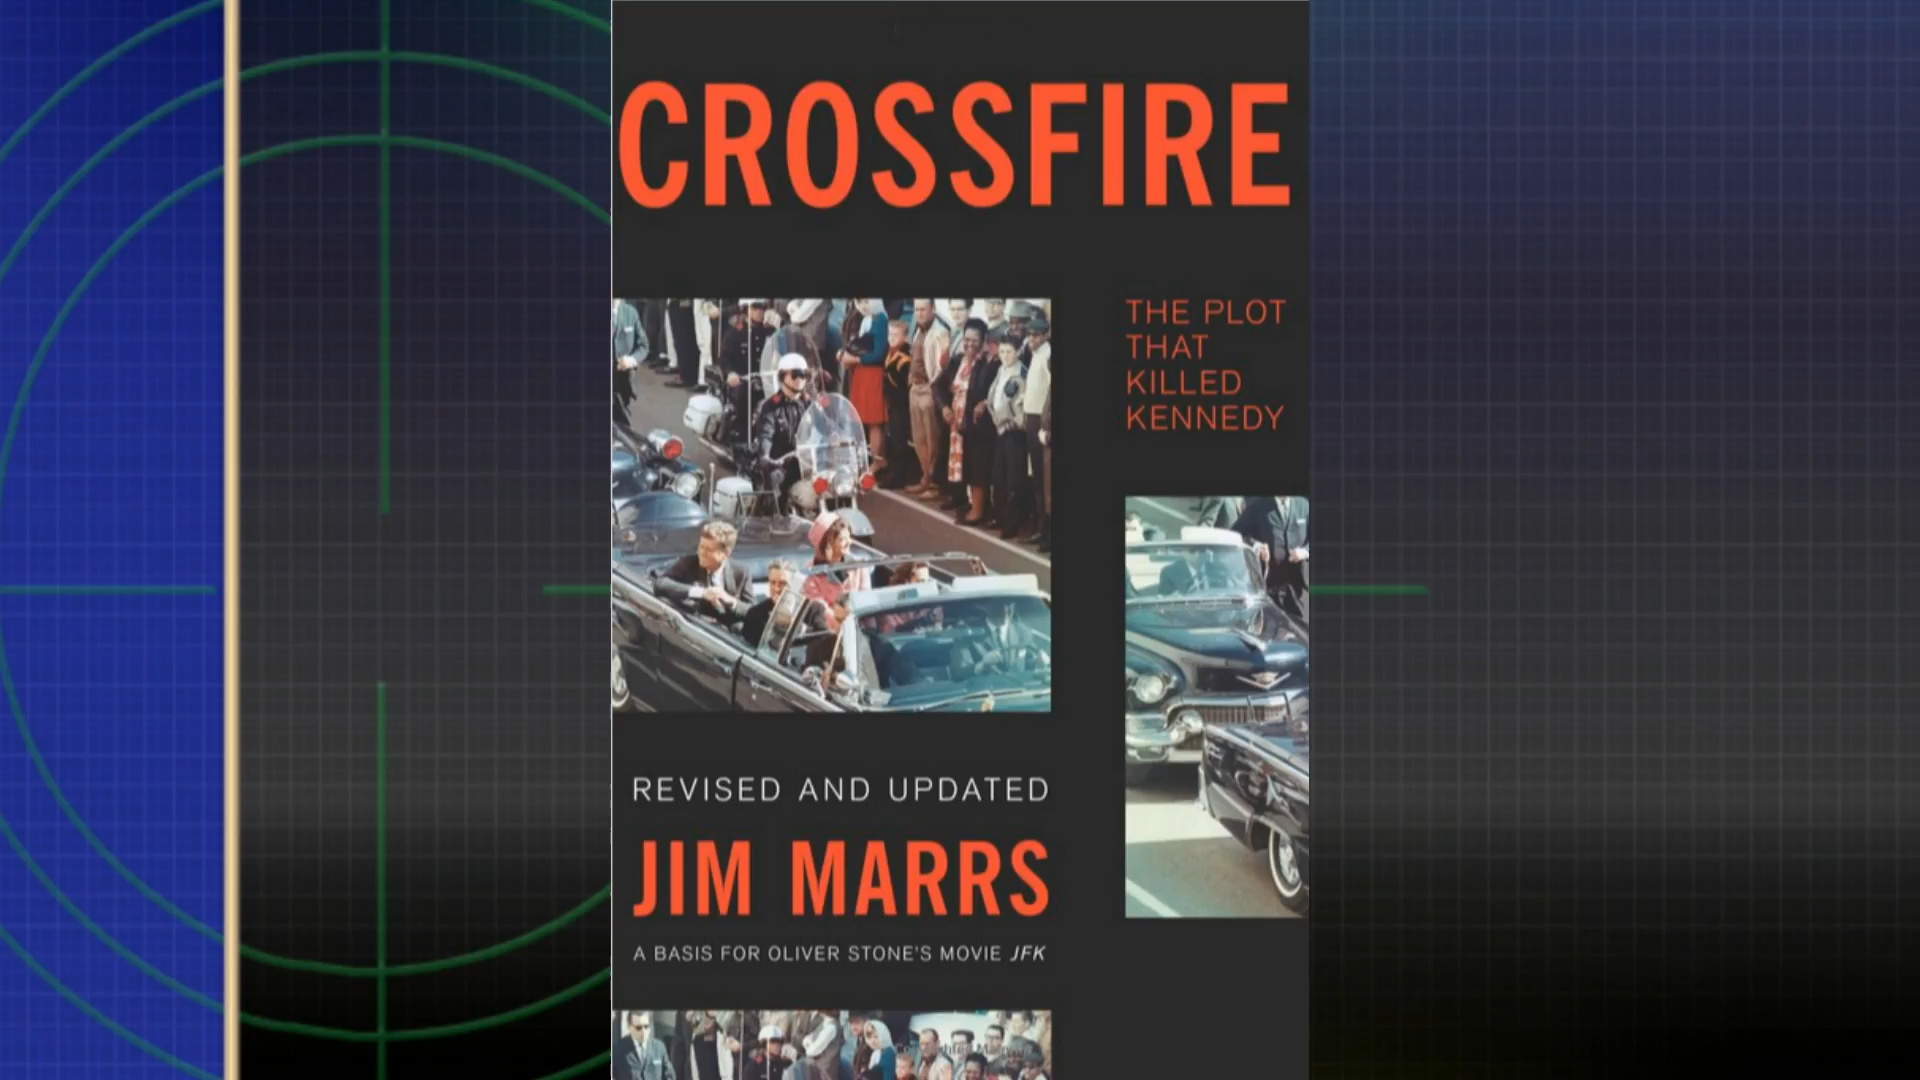 CROSSFIRE
THE PLOT
THAT
KILLED
KENNEDY
REVISED AND UPDATED
JIM MARRS
A BASIS FOR OLIVER STONE'S MOVIE JFK